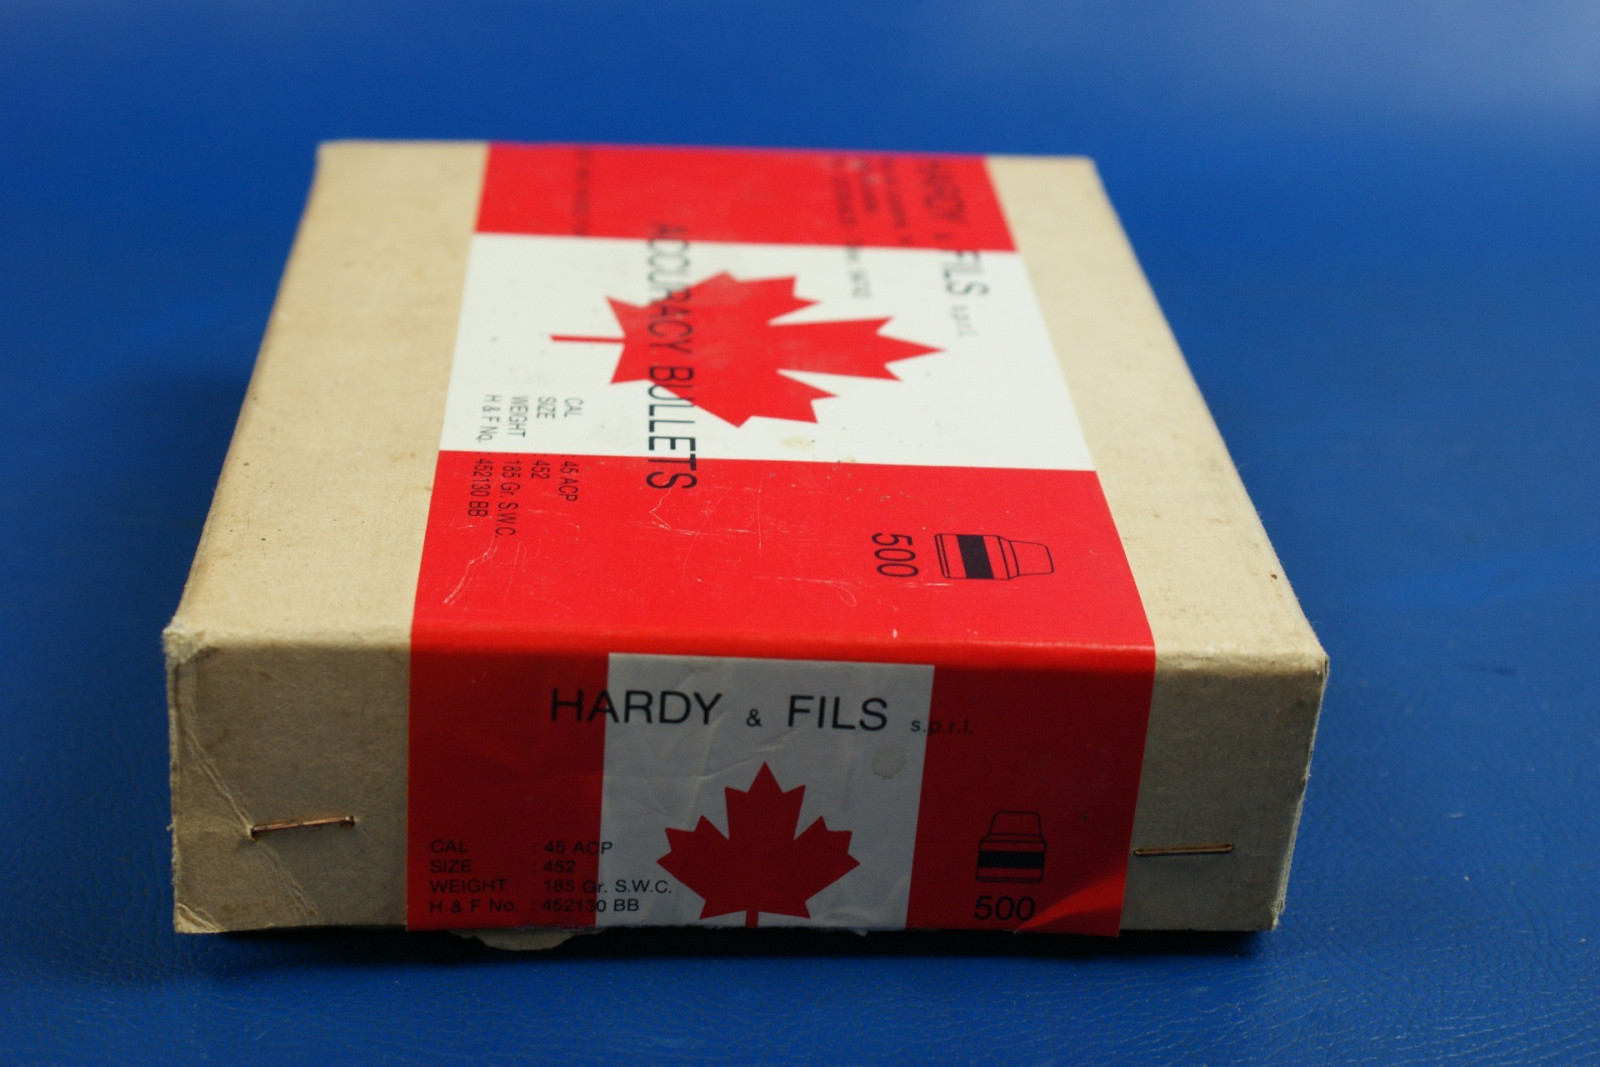 HARDY & FILS s.p.r.l.
ACCURACY BULLETS
CAL : 45 ACP
SIZE : 452
WEIGHT : 185 Gr. S.W.C.
H & F No. : 452130 BB
500
HARDY & FILS s.p.r.l.
CAL : 45 ACP
SIZE : 452
WEIGHT : 185 Gr. S.W.C.
H & F No. : 452130 BB
500